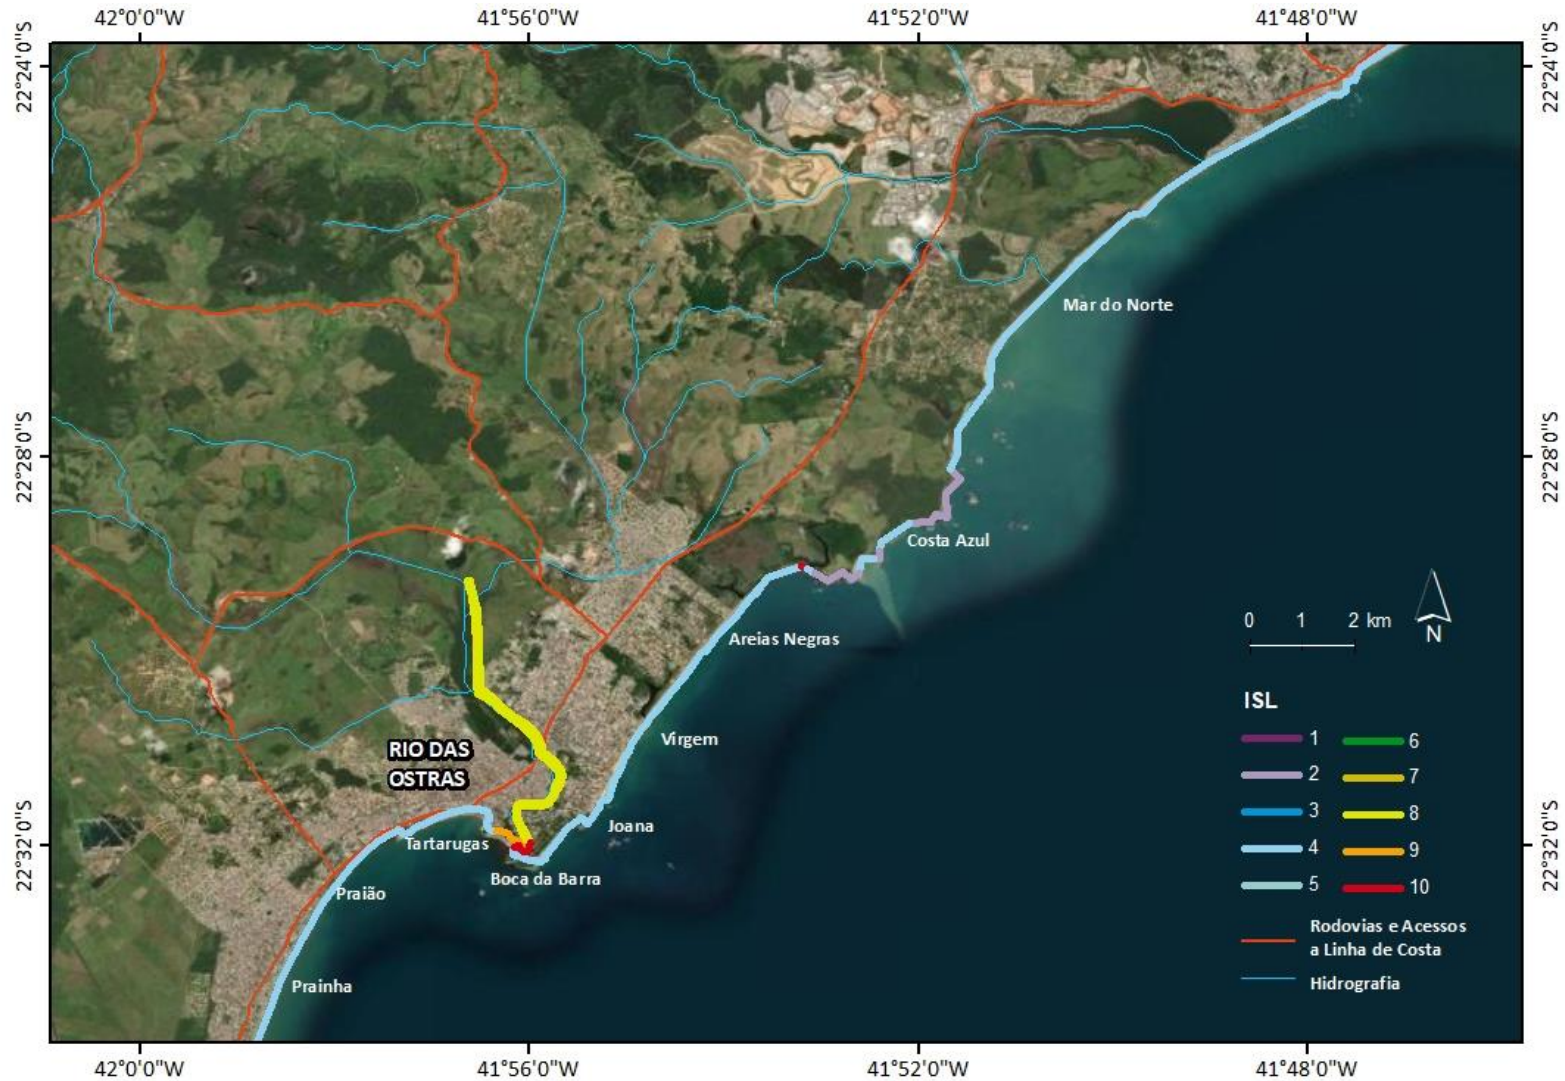 42°0'0"W
41°56'0"W
41°52'0"W
41°48'0"W
22°24'0"S
22°24'0"S
Mar do Norte
22°28'0"S
22°28'0"S
Costa Azul
Areias Negras
0 1 2 km
N
Virgem
RIO DAS
OSTRAS
Joana
Tartarugas
22°32'0"S
22°32'0"S
Boca da Barra
Praião
Prainha
ISL
1
6
2
7
3
8
4
9
5
10
Rodovias e Acessos
a Linha de Costa
Hidrografia
42°0'0"W
41°56'0"W
41°52'0"W
41°48'0"W